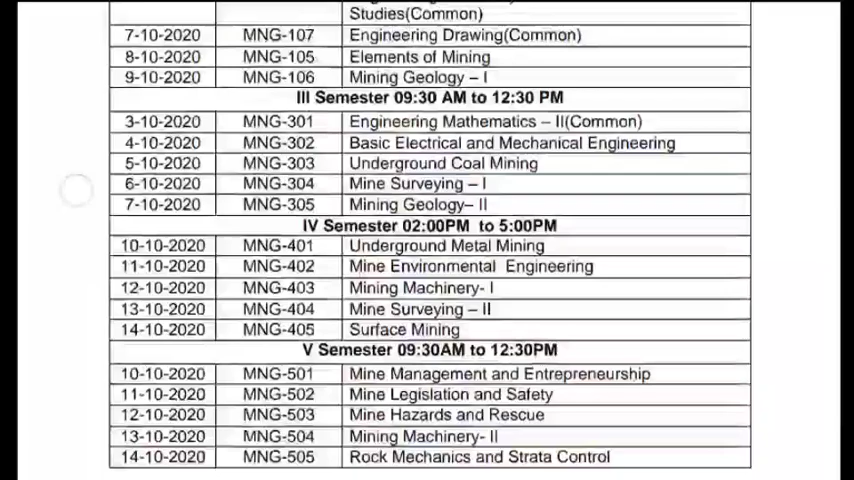 Studies(Common)
7-10-2020 MNG-107 Engineering Drawing(Common)
8-10-2020 MNG-105 Elements of Mining
9-10-2020 MNG-106 Mining Geology – I
III Semester 09:30 AM to 12:30 PM
3-10-2020 MNG-301 Engineering Mathematics – II(Common)
4-10-2020 MNG-302 Basic Electrical and Mechanical Engineering
5-10-2020 MNG-303 Underground Coal Mining
6-10-2020 MNG-304 Mine Surveying – I
7-10-2020 MNG-305 Mining Geology– II
IV Semester 02:00PM to 5:00PM
10-10-2020 MNG-401 Underground Metal Mining
11-10-2020 MNG-402 Mine Environmental Engineering
12-10-2020 MNG-403 Mining Machinery- I
13-10-2020 MNG-404 Mine Surveying – II
14-10-2020 MNG-405 Surface Mining
V Semester 09:30AM to 12:30PM
10-10-2020 MNG-501 Mine Management and Entrepreneurship
11-10-2020 MNG-502 Mine Legislation and Safety
12-10-2020 MNG-503 Mine Hazards and Rescue
13-10-2020 MNG-504 Mining Machinery- II
14-10-2020 MNG-505 Rock Mechanics and Strata Control